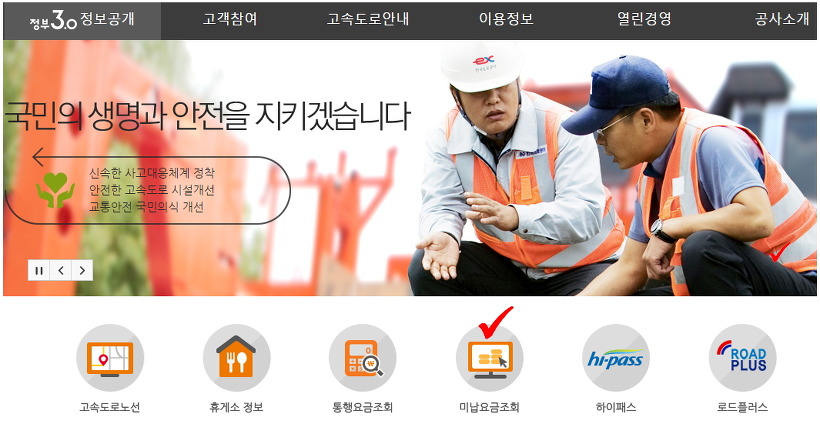 정부3.0 정보공개 고객참여 고속도로안내 이용정보 열린경영 공사소개
ex
한국도로공사
국민의 생명과 안전을 지키겠습니다
신속한 사고대응체계 정착
안전한 고속도로 시설개선
교통안전 국민의식 개선
hi-pass ROAD PLUS
고속도로노선 휴게소 정보 통행요금조회 미납요금조회 하이패스 로드플러스